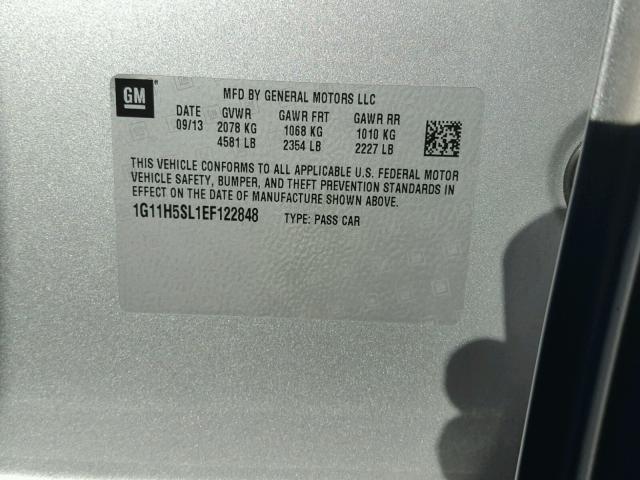 GM
MFD BY GENERAL MOTORS LLC
DATE GVWR GAWR FRT GAWR RR
09/13 2078 KG 1068 KG 1010 KG
4581 LB 2354 LB 2227 LB
THIS VEHICLE CONFORMS TO ALL APPLICABLE U.S. FEDERAL MOTOR
VEHICLE SAFETY, BUMPER, AND THEFT PREVENTION STANDARDS IN
EFFECT ON THE DATE OF MANUFACTURE SHOWN ABOVE.
1G11H5SL1EF122848 TYPE: PASS CAR